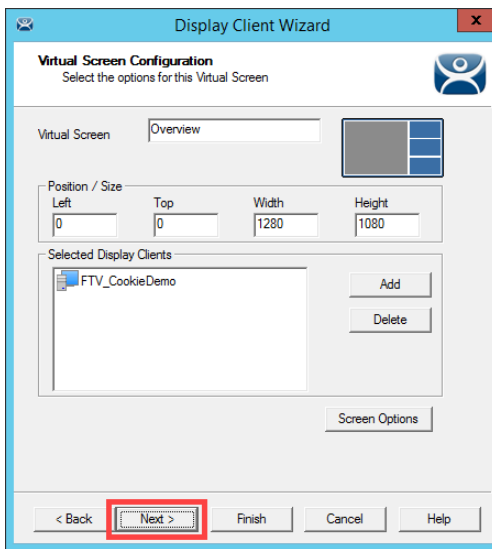 Display Client Wizard
x
Virtual Screen Configuration
Select the options for this Virtual Screen
Virtual Screen
Overview
Position / Size
Left Top Width Height
0 0 1280 1080
Selected Display Clients
FTV_CookieDemo
Add
Delete
Screen Options
< Back Next > Finish Cancel Help